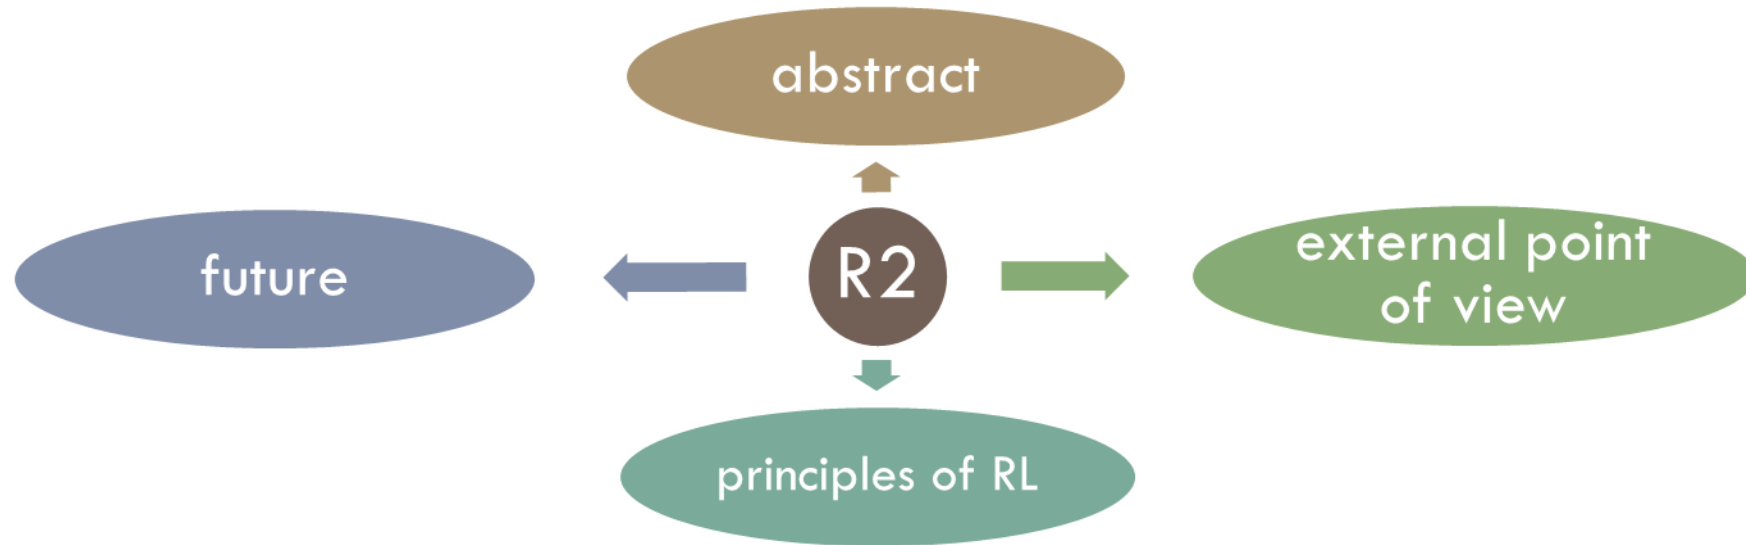 abstract
future
R2
external point
of view
principles of RL